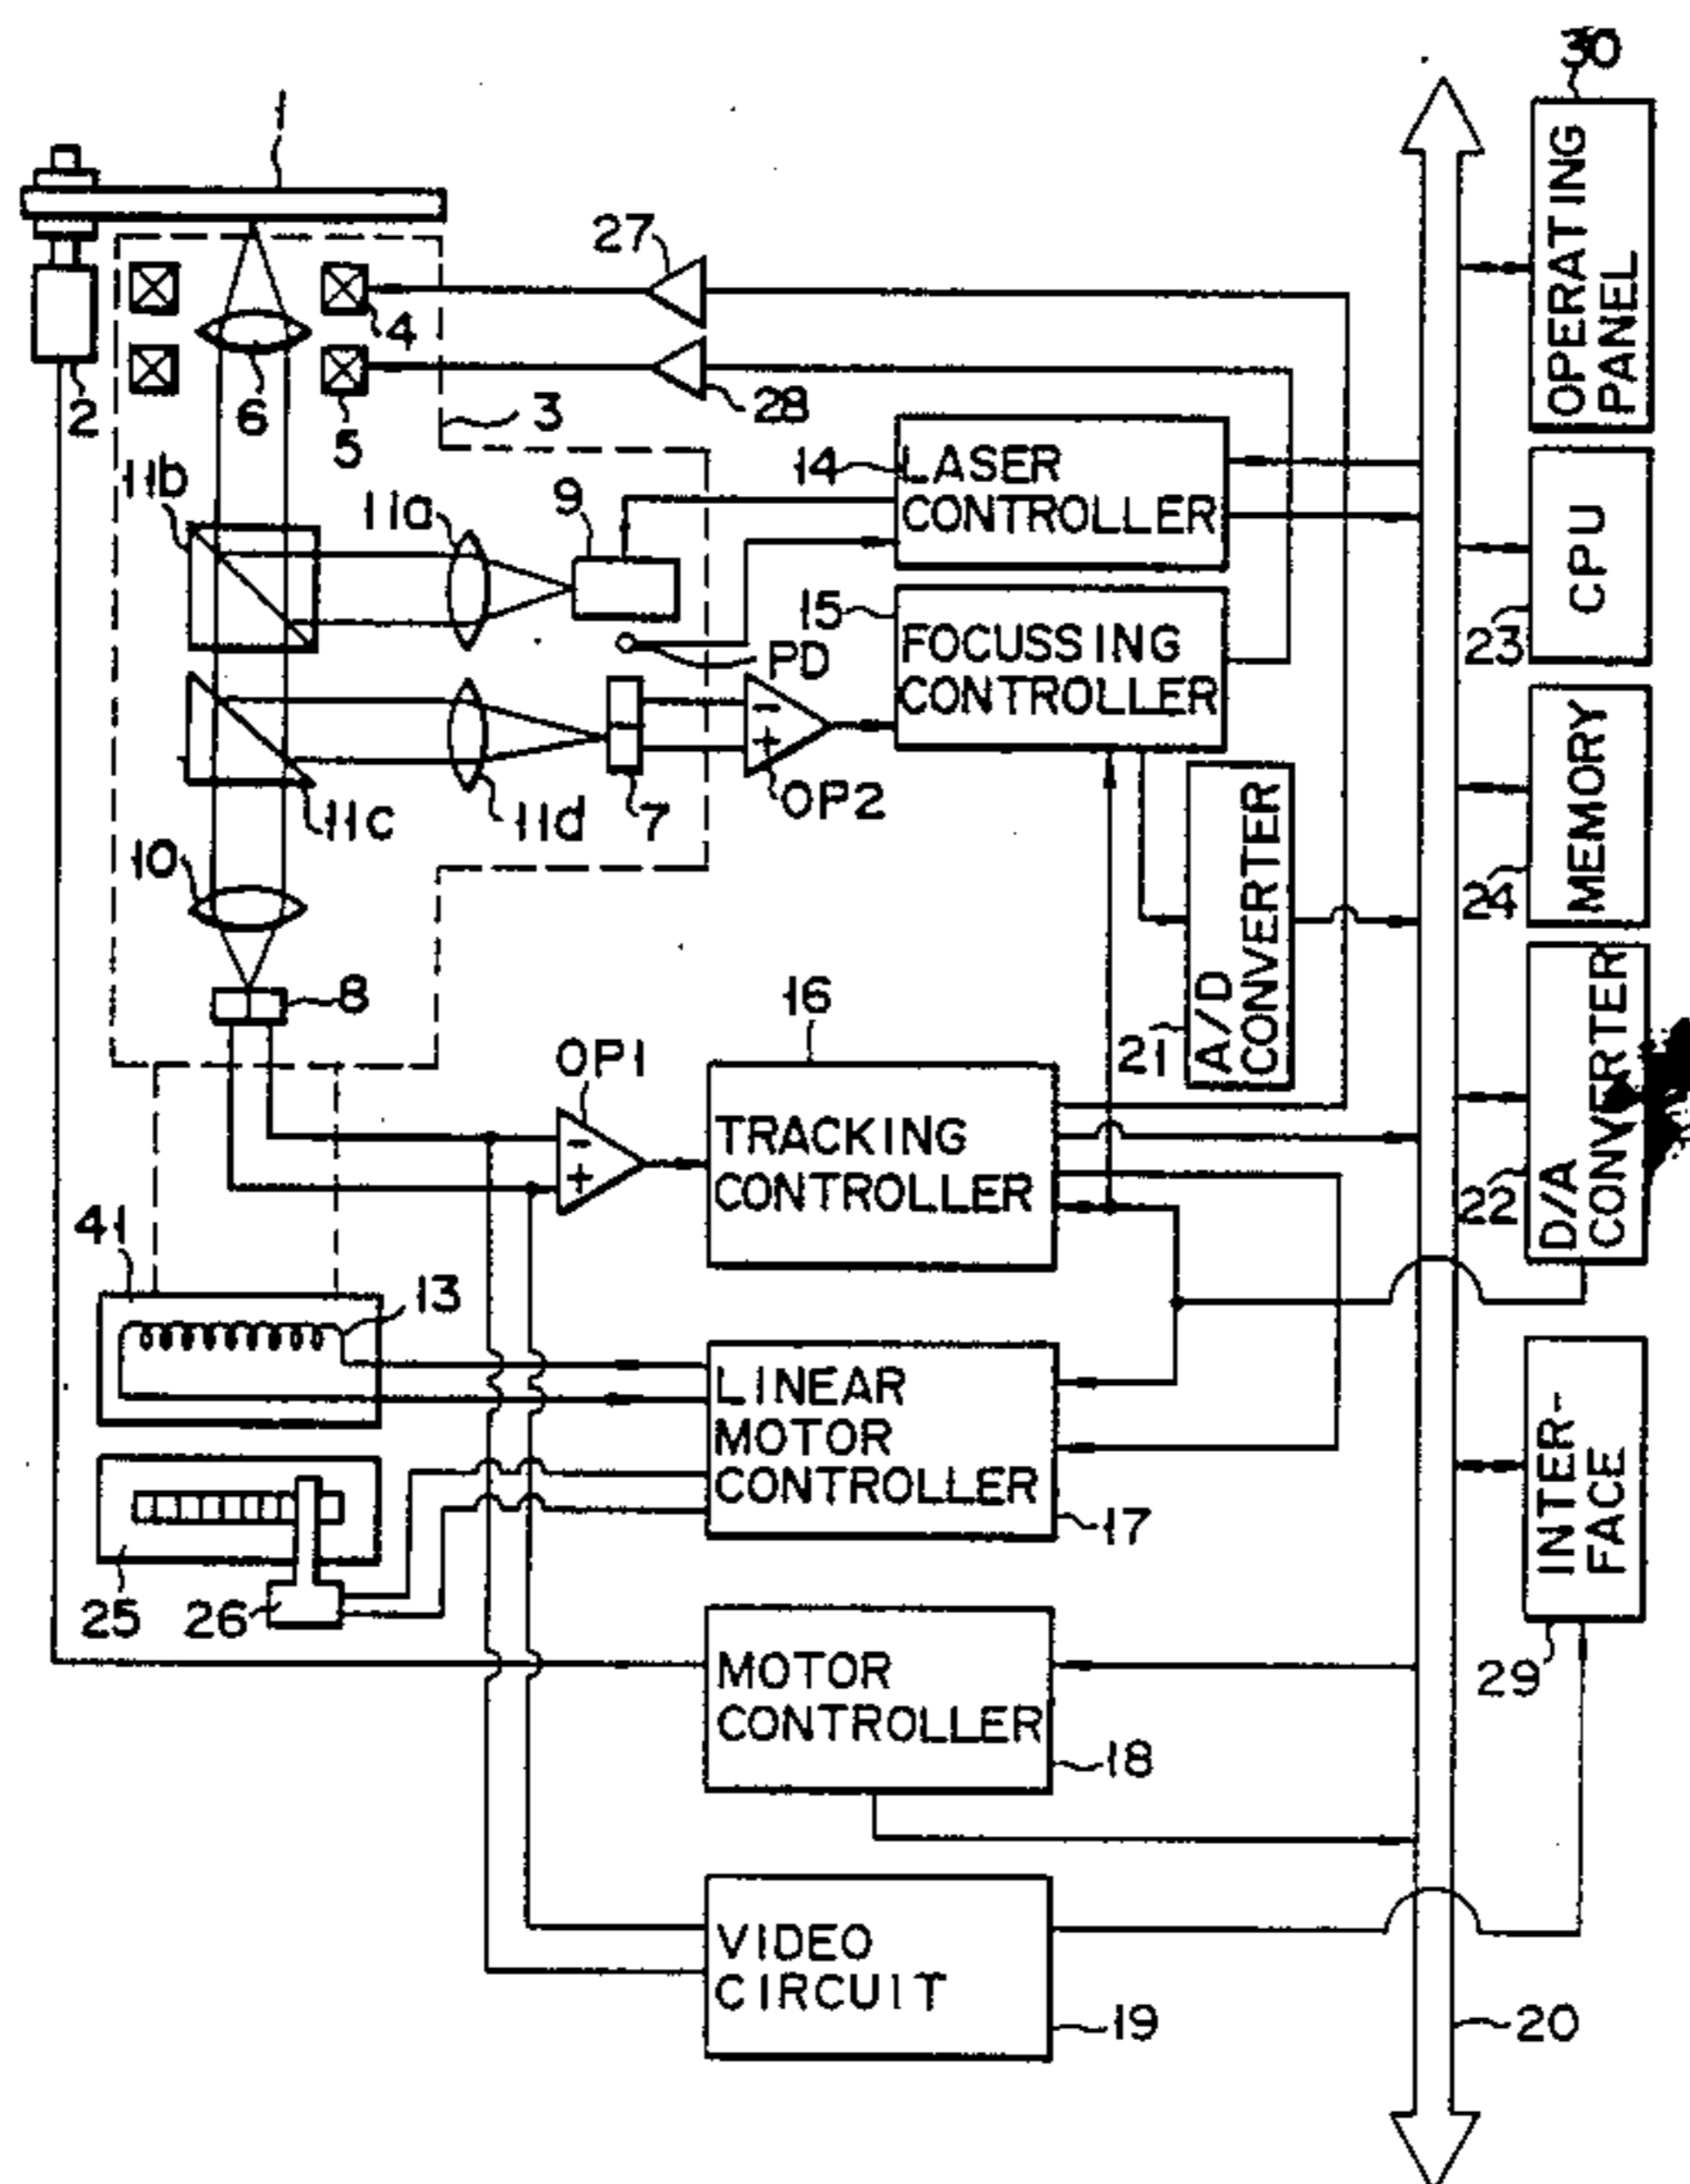 30
1
OPERATING
PANEL
27
4
2
6
5
3
28
11b
11a
9
14
LASER
CONTROLLER
CPU
23
15
PD
FOCUSSING
CONTROLLER
-
+
OP2
11c
11d
7
MEMORY
24
10
8
16
21
A/D
CONVERTER
D/A
CONVERTER
22
OP1
-
+
TRACKING
CONTROLLER
41
13
LINEAR
MOTOR
CONTROLLER
17
INTER-
FACE
29
25
26
MOTOR
CONTROLLER
18
VIDEO
CIRCUIT
19
20